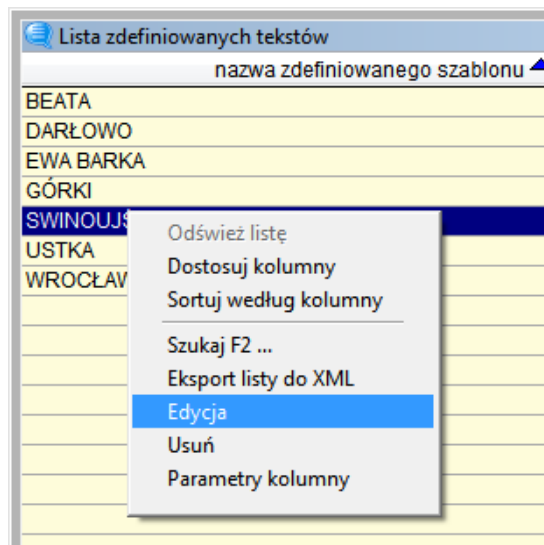 Lista zdefiniowanych tekstów
nazwa zdefiniowanego szablonu
BEATA
DARŁOWO
EWA BARKA
GÓRKI
USTKA
Odśwież listę
Dostosuj kolumny
Sortuj według kolumny
Szukaj F2 ...
Eksport listy do XML
Edycja
Usuń
Parametry kolumny